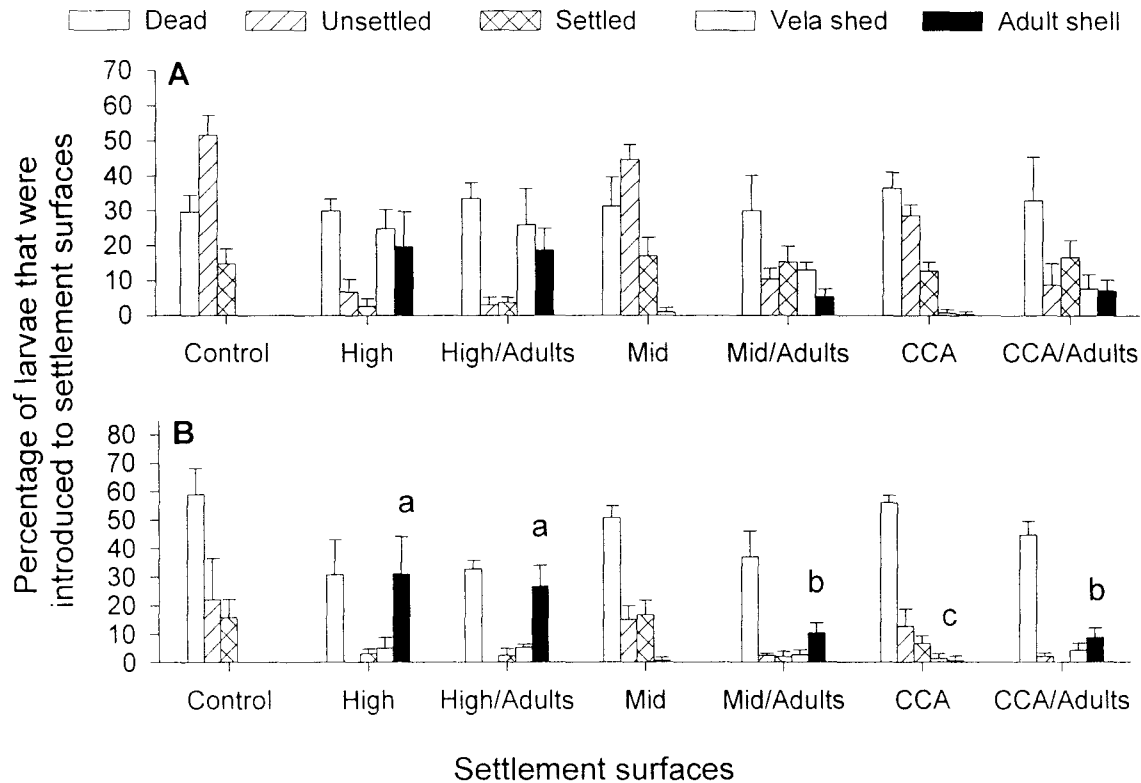 Dead Unsettled Settled Vela shed Adult shell
A
70
60
50
40
30
20
10
0
Control High High/Adults Mid Mid/Adults CCA CCA/Adults
Percentage of larvae that were
introduced to settlement surfaces
B
80
70
60
50
40
30
20
10
0
a a b c b
Control High High/Adults Mid Mid/Adults CCA CCA/Adults
Settlement surfaces